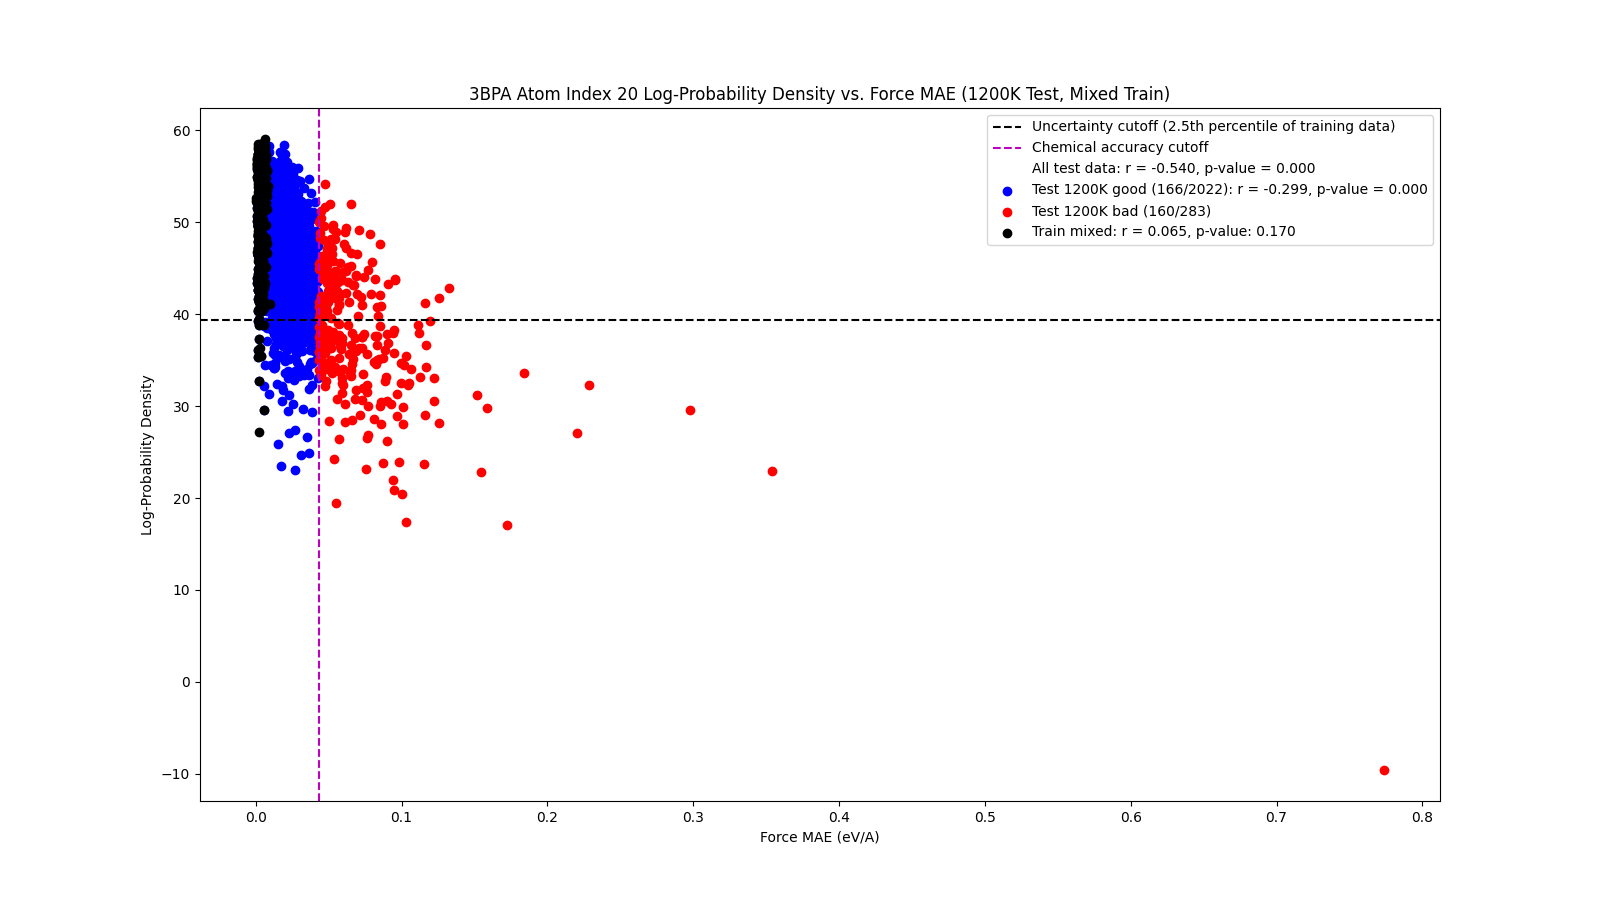 3BPA Atom Index 20 Log-Probability Density vs. Force MAE (1200K Test, Mixed Train)
Uncertainty cutoff (2.5th percentile of training data)
Chemical accuracy cutoff
All test data: r = -0.540, p-value = 0.000
Test 1200K good (166/2022): r = -0.299, p-value = 0.000
Test 1200K bad (160/283)
Train mixed: r = 0.065, p-value: 0.170
Log-Probability Density
60
50
40
30
20
10
0
−10
0.0 0.1 0.2 0.3 0.4 0.5 0.6 0.7 0.8
Force MAE (eV/A)